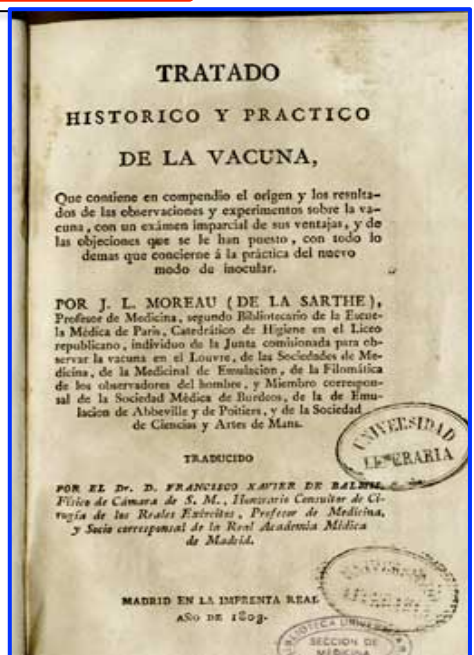 TRATADO
HISTORICO Y PRACTICO
DE LA VACUNA,
Que contiene en compendio el orígen y los resulta-
dos de las observaciones y experimentos sobre la va-
cuna, con un exámen imparcial de sus ventajas, y de
las objeciones que se le han puesto, con todo lo
demas que concierne á la práctica del nuevo
modo de inocular.
POR J. L. MOREAU (DE LA SARTHE),
Profesor de Medicina, segundo Bibliotecario de la Escue-
la Médica de Paris, Catedrático de Higiene en el Liceo
republicano, individuo de la Junta comisionada para ob-
servar la vacuna en el Louvre, de las Sociedades de Me-
dicina, de la Medicinal de Emulacion, de la Filomática
de los observadores del hombre, y Miembro correspon-
sal de la Sociedad Médica de Burdeos, de la de Emu-
lacion de Abbeville y de Poitiers, y de la Sociedad
de Ciencias y Artes de Mans.
UNIVERSIDAD
LITERARIA
TRADUCIDO
POR EL Dr. D. FRANCISCO XAVIER DE BALMIS,
Físico de Cámara de S. M., Honorario Consultor de Ci-
rugía de los Reales Exércitos, Profesor de Medicina,
y Socio corresponsal de la Real Academia Médica
de Madrid.
MADRID EN LA IMPRENTA REAL
AÑO DE 1803.
SECCION DE
MEDICINA